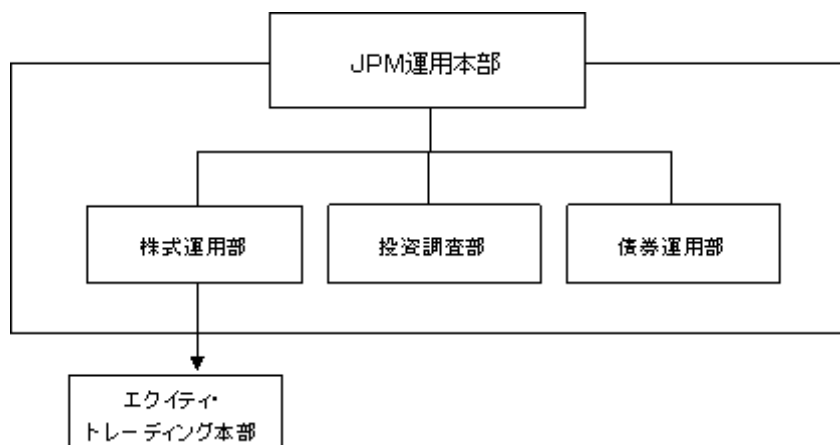 JPM運用本部
株式運用部
投資調査部
債券運用部
エクイティ・
トレーディング本部